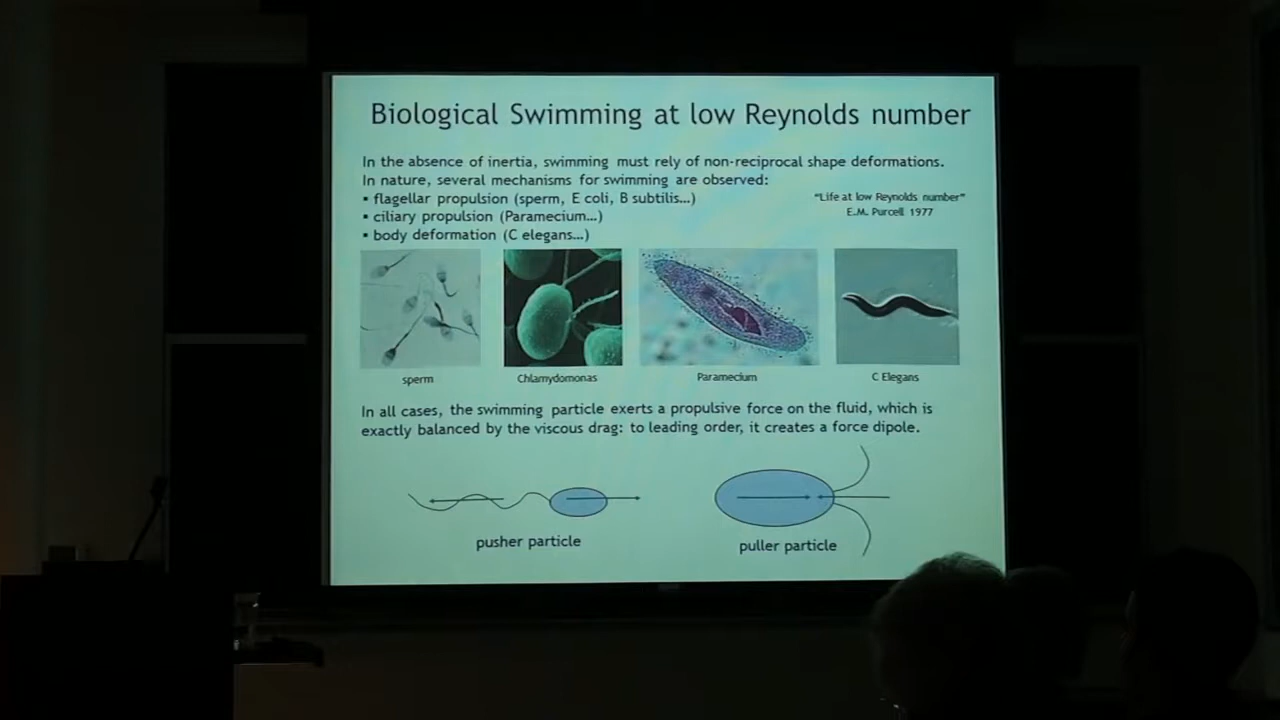 Biological Swimming at low Reynolds number
In the absence of inertia, swimming must rely of non-reciprocal shape deformations.
In nature, several mechanisms for swimming are observed:
▪ flagellar propulsion (sperm, E coli, B subtilis…)
▪ ciliary propulsion (Paramecium…)
▪ body deformation (C elegans…)
“Life at low Reynolds number”
E.M. Purcell 1977
sperm
Chlamydomonas
Paramecium
C Elegans
In all cases, the swimming particle exerts a propulsive force on the fluid, which is
exactly balanced by the viscous drag: to leading order, it creates a force dipole.
pusher particle
puller particle